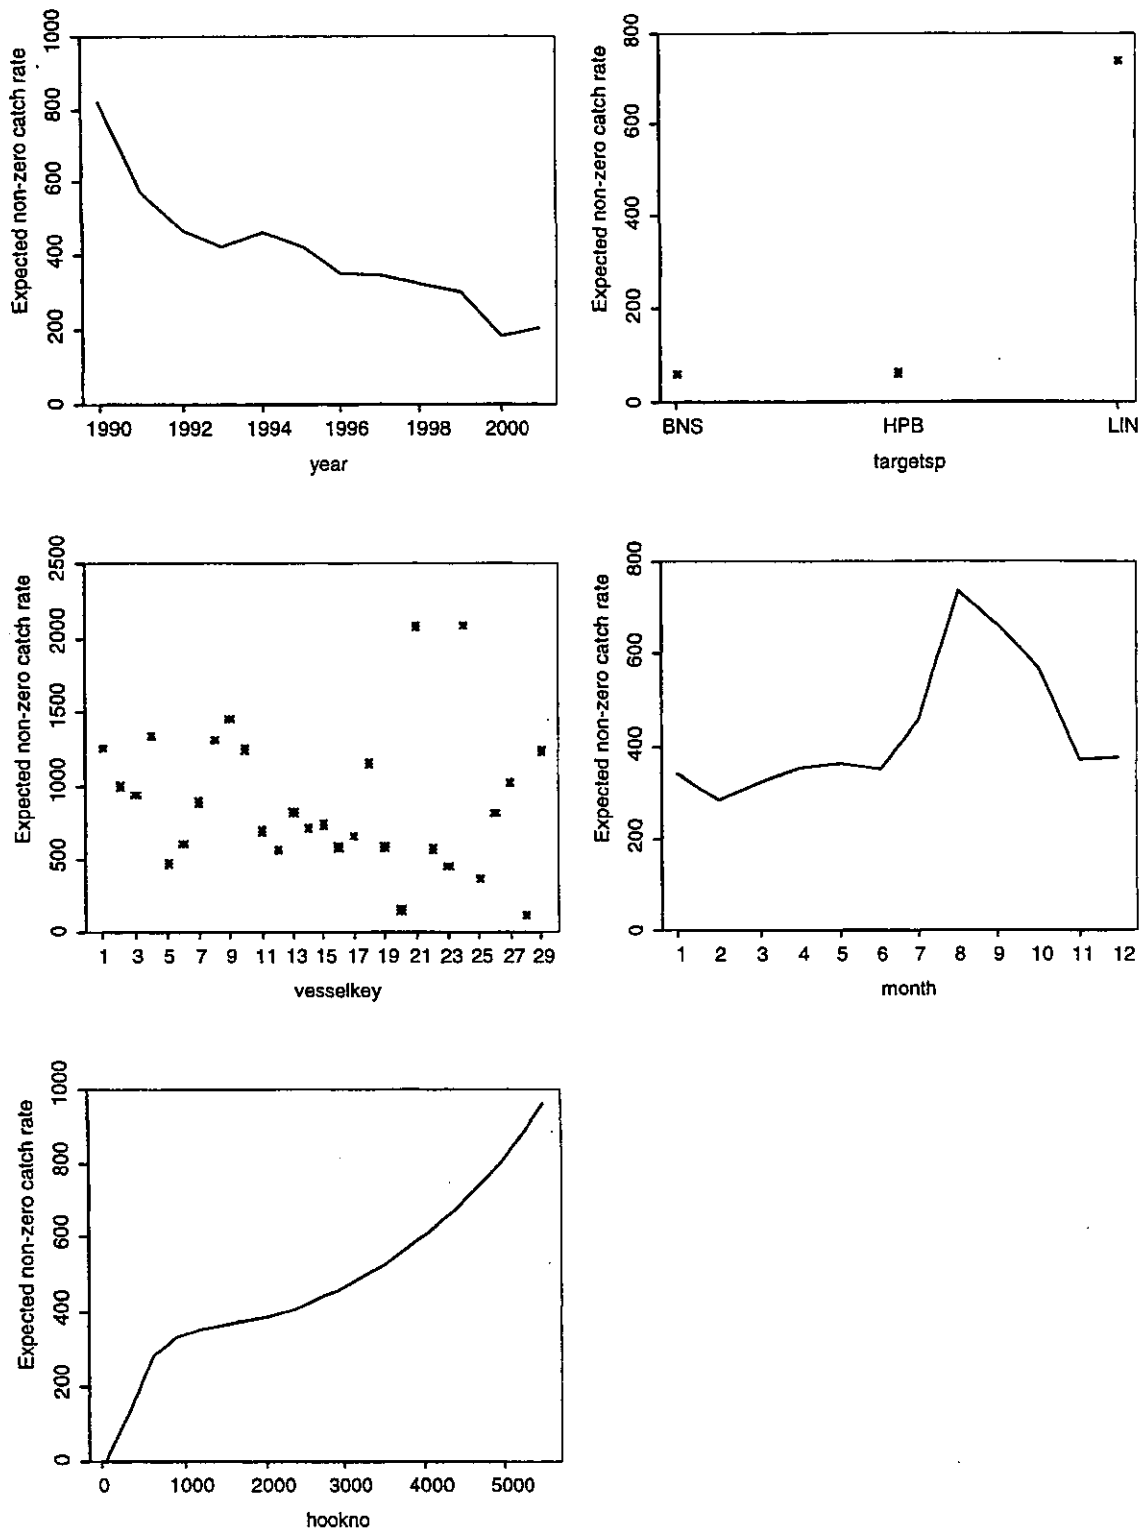 Expected non-zero catch rate
1000
800
600
400
200
0
1990 1992 1994 1996 1998 2000
year
Expected non-zero catch rate
800
600
400
200
0
BNS HPB LIN
targetsp
Expected non-zero catch rate
2500
2000
1500
1000
500
0
1 3 5 7 9 11 13 15 17 19 21 23 25 27 29
vesselkey
Expected non-zero catch rate
800
600
400
200
0
1 2 3 4 5 6 7 8 9 10 11 12
month
Expected non-zero catch rate
1000
800
600
400
200
0
0 1000 2000 3000 4000 5000
hookno